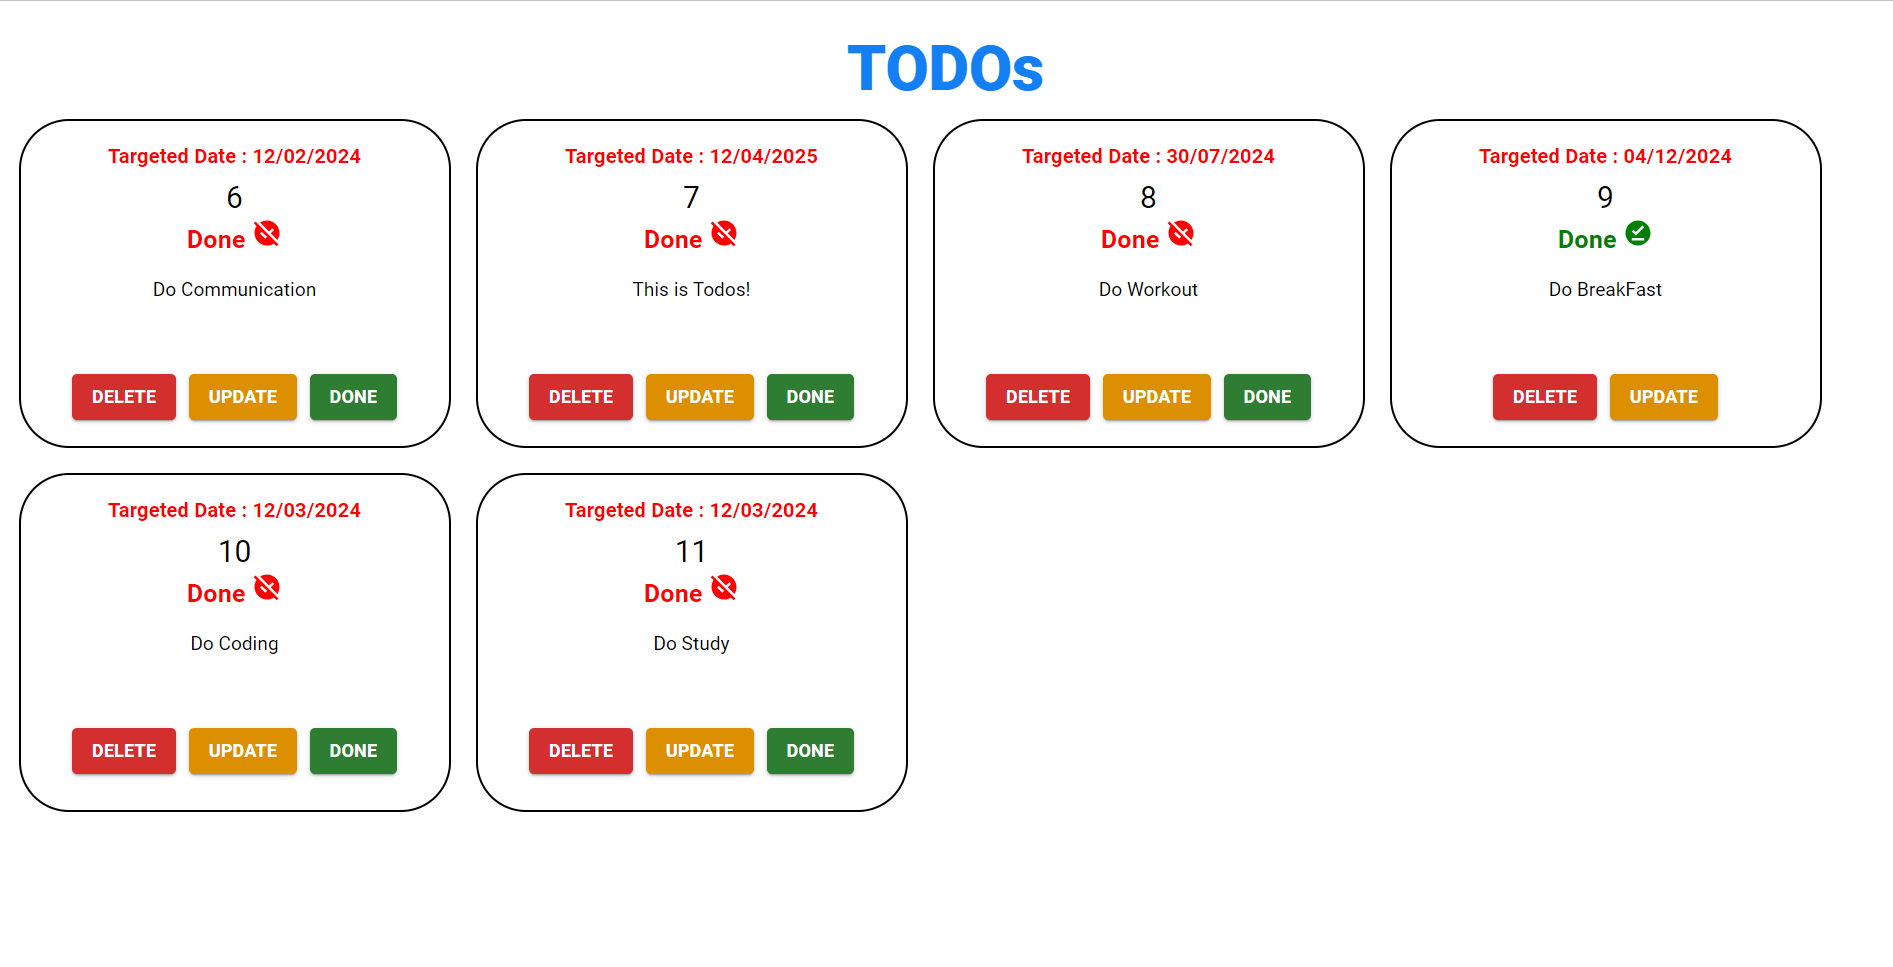 TODOs
Targeted Date : 12/02/2024
6
Done
Do Communication
DELETE UPDATE DONE
Targeted Date : 12/04/2025
7
Done
This is Todos!
DELETE UPDATE DONE
Targeted Date : 30/07/2024
8
Done
Do Workout
DELETE UPDATE DONE
Targeted Date : 04/12/2024
9
Done
Do BreakFast
DELETE UPDATE
Targeted Date : 12/03/2024
10
Done
Do Coding
DELETE UPDATE DONE
Targeted Date : 12/03/2024
11
Done
Do Study
DELETE UPDATE DONE